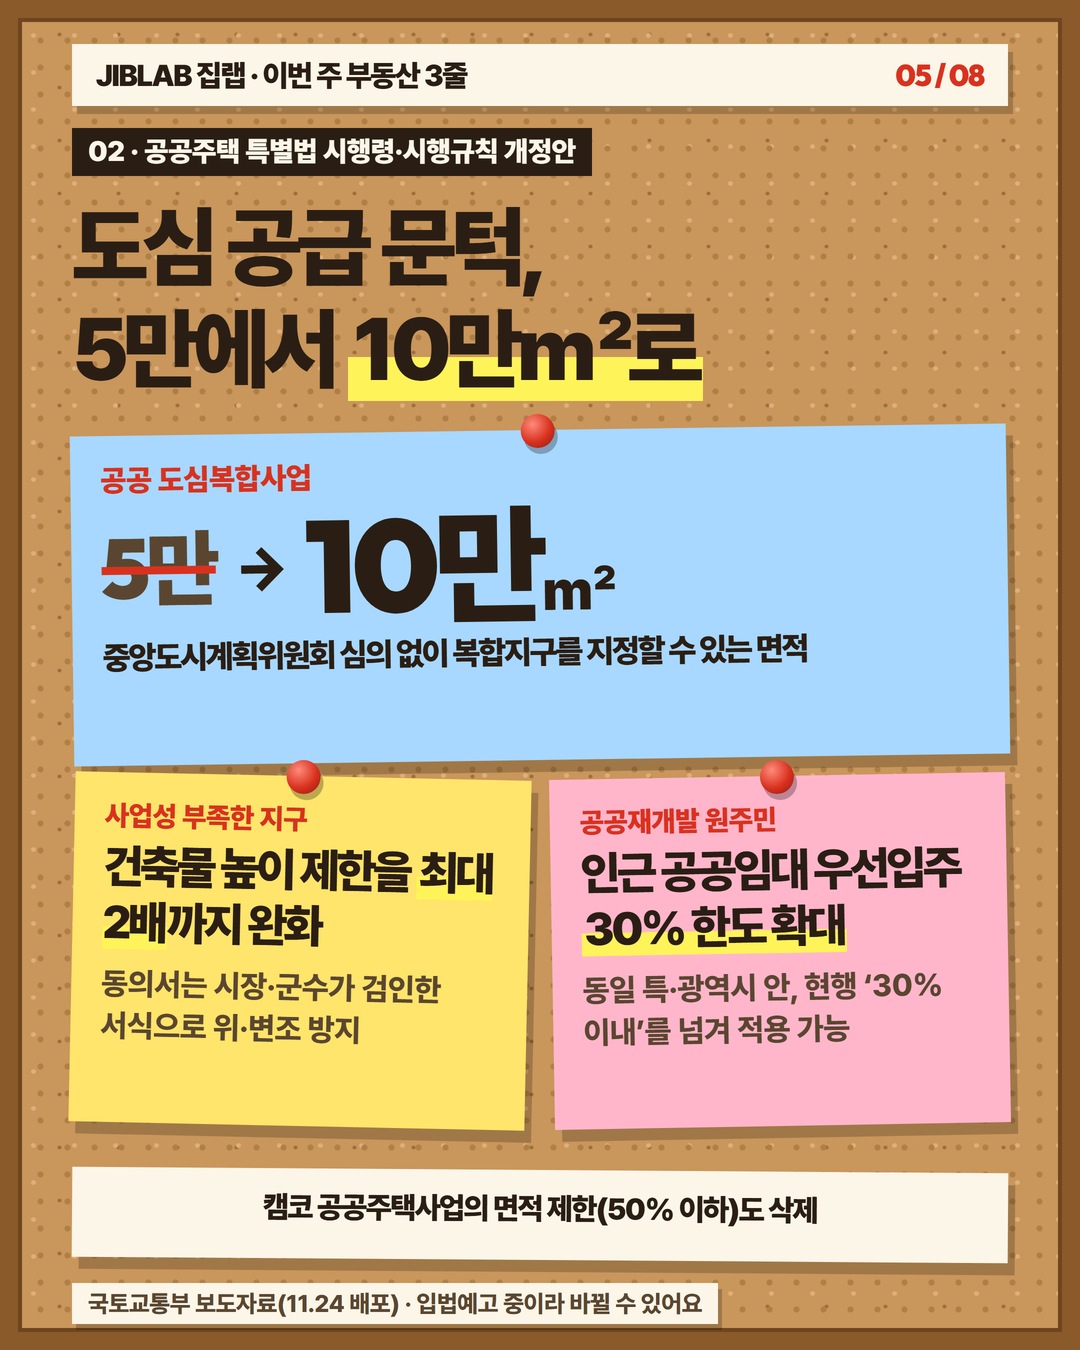 JIBLAB 집랩 · 이번 주 부동산 3줄
05 / 08
02 · 공공주택 특별법 시행령·시행규칙 개정안
도심 공급 문턱,
5만에서 10만m²로
공공 도심복합사업
5만 → 10만m²
중앙도시계획위원회 심의 없이 복합지구를 지정할 수 있는 면적
사업성 부족한 지구
건축물 높이 제한을 최대
2배까지 완화
동의서는 시장·군수가 검인한
서식으로 위·변조 방지
공공재개발 원주민
인근 공공임대 우선입주
30% 한도 확대
동일 특·광역시 안, 현행 ‘30%
이내’를 넘겨 적용 가능
캠코 공공주택사업의 면적 제한(50% 이하)도 삭제
국토교통부 보도자료(11.24 배포) · 입법예고 중이라 바뀔 수 있어요